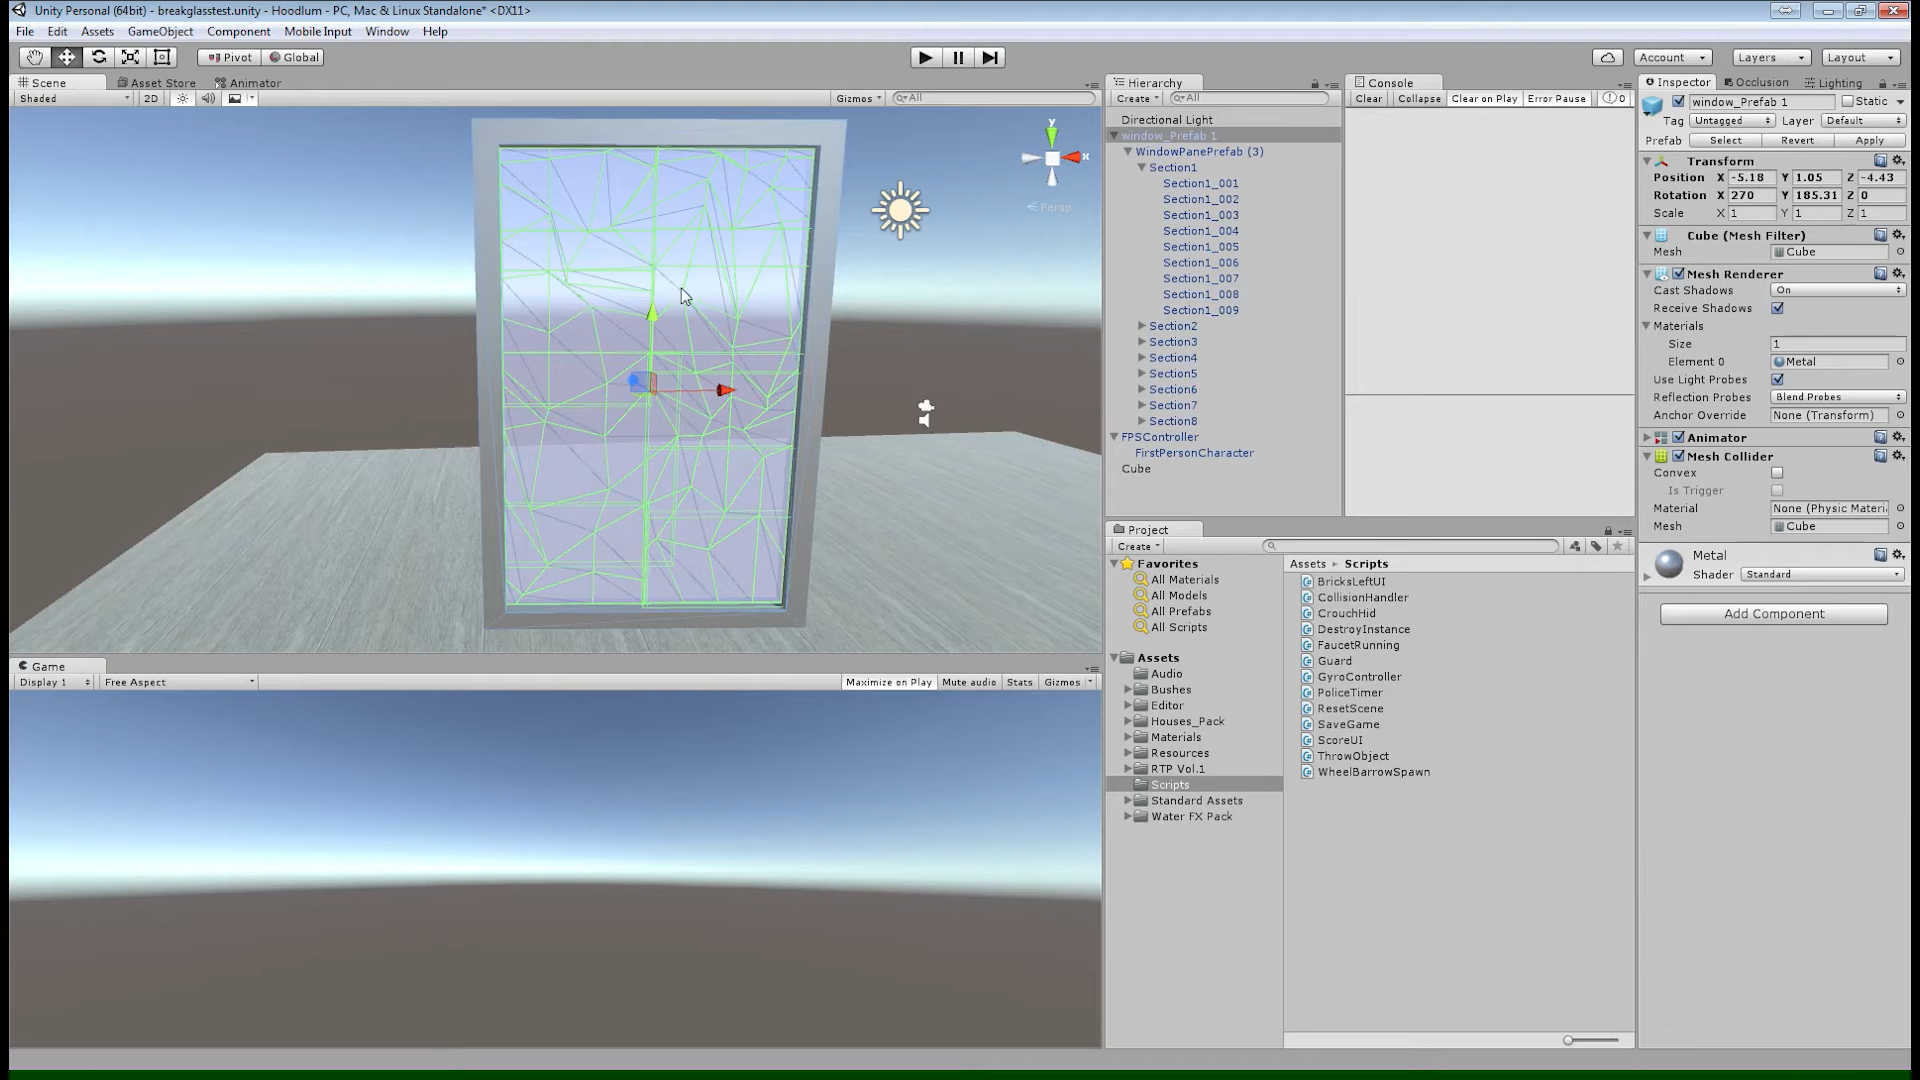 Unity Personal (64bit) - breakglasstest.unity - Hoodlum - PC, Mac & Linux Standalone* <DX11>
File Edit Assets GameObject Component Mobile Input Window Help
Pivot Global Account Layers Layout
Scene Asset Store Animator
Shaded 2D Gizmos All
y
x
Persp
Game
Display 1 Free Aspect Maximize on Play Mute audio Stats Gizmos
Hierarchy
Create All
Directional Light
window_Prefab 1
WindowPanePrefab (3)
Section1
Section1_001
Section1_002
Section1_003
Section1_004
Section1_005
Section1_006
Section1_007
Section1_008
Section1_009
Section2
Section3
Section4
Section5
Section6
Section7
Section8
FPSController
FirstPersonCharacter
Cube
Console
Clear Collapse Clear on Play Error Pause 0
Project
Create
Favorites
All Materials
All Models
All Prefabs
All Scripts
Assets
Audio
Bushes
Editor
Houses_Pack
Materials
Resources
RTP Vol.1
Scripts
Standard Assets
Water FX Pack
Assets Scripts
BricksLeftUI
CollisionHandler
CrouchHid
DestroyInstance
FaucetRunning
Guard
GyroController
PoliceTimer
ResetScene
SaveGame
ScoreUI
ThrowObject
WheelBarrowSpawn
Inspector Occlusion Lighting
window_Prefab 1 Static
Tag Untagged Layer Default
Prefab Select Revert Apply
Transform
Position X -5.18 Y 1.05 Z -4.43
Rotation X 270 Y 185.31 Z 0
Scale X 1 Y 1 Z 1
Cube (Mesh Filter)
Mesh Cube
Mesh Renderer
Cast Shadows On
Receive Shadows
Materials
Size 1
Element 0 Metal
Use Light Probes
Reflection Probes Blend Probes
Anchor Override None (Transform)
Animator
Mesh Collider
Convex
Is Trigger
Material None (Physic Materi
Mesh Cube
Metal
Shader Standard
Add Component